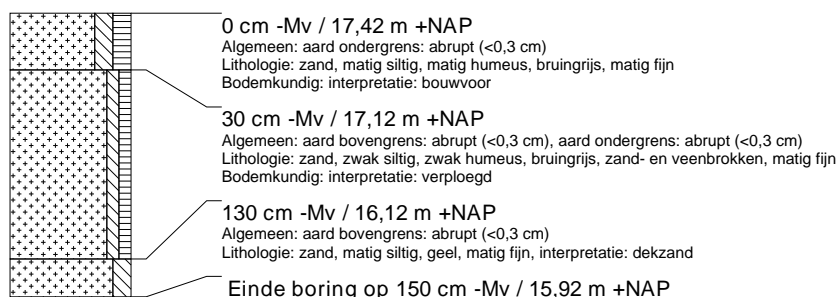 0 cm -Mv / 17,42 m +NAP
Algemeen: aard ondergrens: abrupt (<0,3 cm)
Lithologie: zand, matig siltig, matig humeus, bruingrijs, matig fijn
Bodemkundig: interpretatie: bouwvoor
30 cm -Mv / 17,12 m +NAP
Algemeen: aard bovengrens: abrupt (<0,3 cm), aard ondergrens: abrupt (<0,3 cm)
Lithologie: zand, zwak siltig, zwak humeus, bruingrijs, zand- en veenbrokken, matig fijn
Bodemkundig: interpretatie: verploegd
130 cm -Mv / 16,12 m +NAP
Algemeen: aard bovengrens: abrupt (<0,3 cm)
Lithologie: zand, matig siltig, geel, matig fijn, interpretatie: dekzand
Einde boring op 150 cm -Mv / 15,92 m +NAP